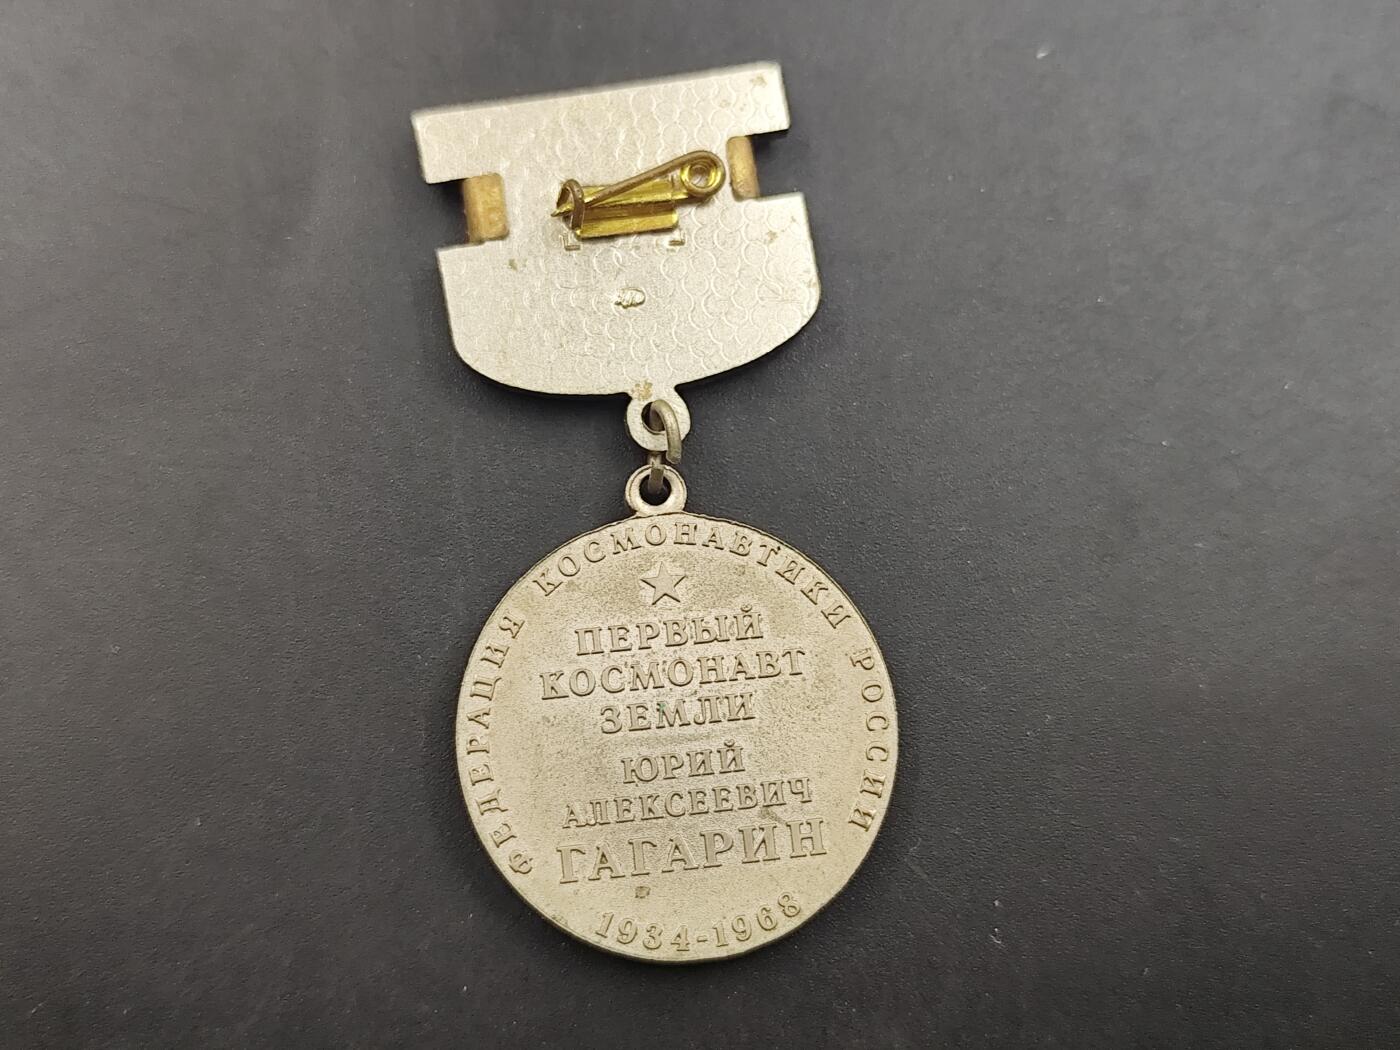 ФЕДЕРАЦИЯ КОСМОНАВТИКИ РОССИИ
ПЕРВЫЙ
КОСМОНАВТ
ЗЕМЛИ
ЮРИЙ
АЛЕКСЕЕВИЧ
ГАГАРИН
1934-1968